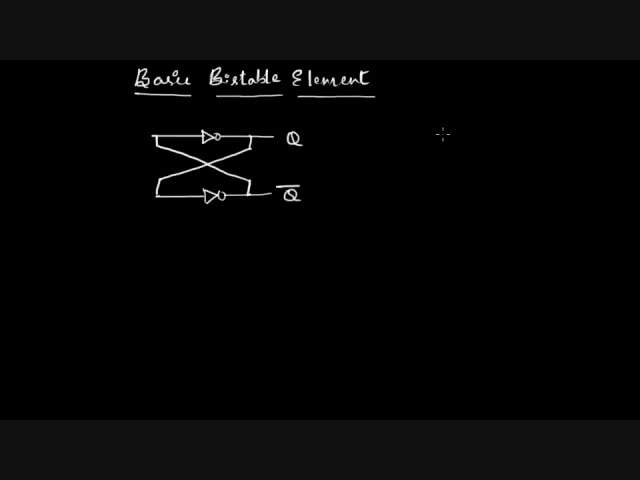 Basic Bistable Element
Q
Q̅